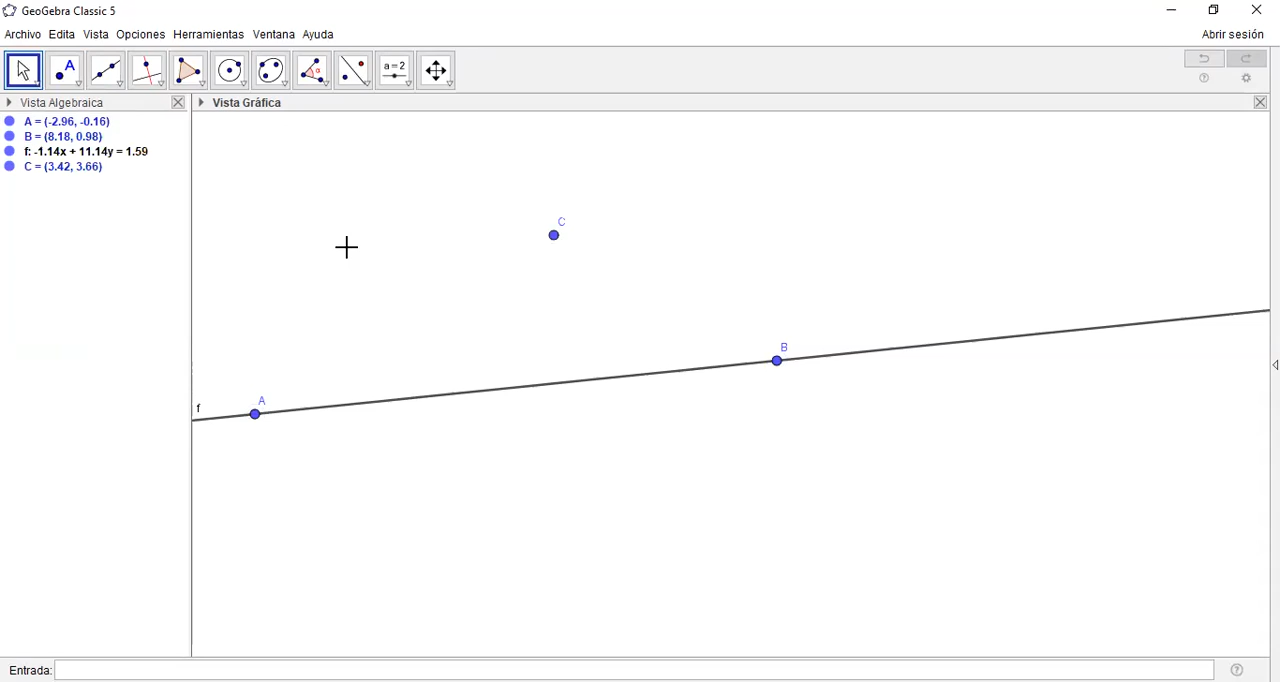 GeoGebra Classic 5
Archivo Edita Vista Opciones Herramientas Ventana Ayuda Abrir sesión
A a=2
Vista Algebraica Vista Gráfica
A = (-2.96, -0.16)
B = (8.18, 0.98)
f: -1.14x + 11.14y = 1.59
C = (3.42, 3.66)
C
B
A
f
Entrada: